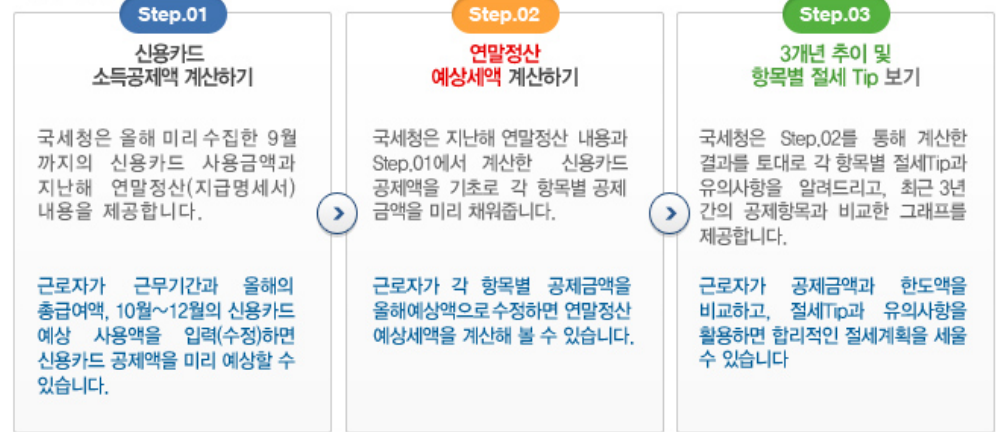 Step.01
신용카드
소득공제액 계산하기
국세청은 올해 미리 수집한 9월
까지의 신용카드 사용금액과
지난해 연말정산(지급명세서)
내용을 제공합니다.
근로자가 근무기간과 올해의
총급여액, 10월~12월의 신용카드
예상 사용액을 입력(수정)하면
신용카드 공제액을 미리 예상할 수
있습니다.
Step.02
연말정산
예상세액 계산하기
국세청은 지난해 연말정산 내용과
Step.01에서 계산한 신용카드
공제액을 기초로 각 항목별 공제
금액을 미리 채워줍니다.
근로자가 각 항목별 공제금액을
올해예상액으로 수정하면 연말정산
예상세액을 계산해 볼 수 있습니다.
Step.03
3개년 추이 및
항목별 절세 Tip 보기
국세청은 Step.02를 통해 계산한
결과를 토대로 각 항목별 절세Tip과
유의사항을 알려드리고, 최근 3년
간의 공제항목과 비교한 그래프를
제공합니다.
근로자가 공제금액과 한도액을
비교하고, 절세Tip과 유의사항을
활용하면 합리적인 절세계획을 세울
수 있습니다